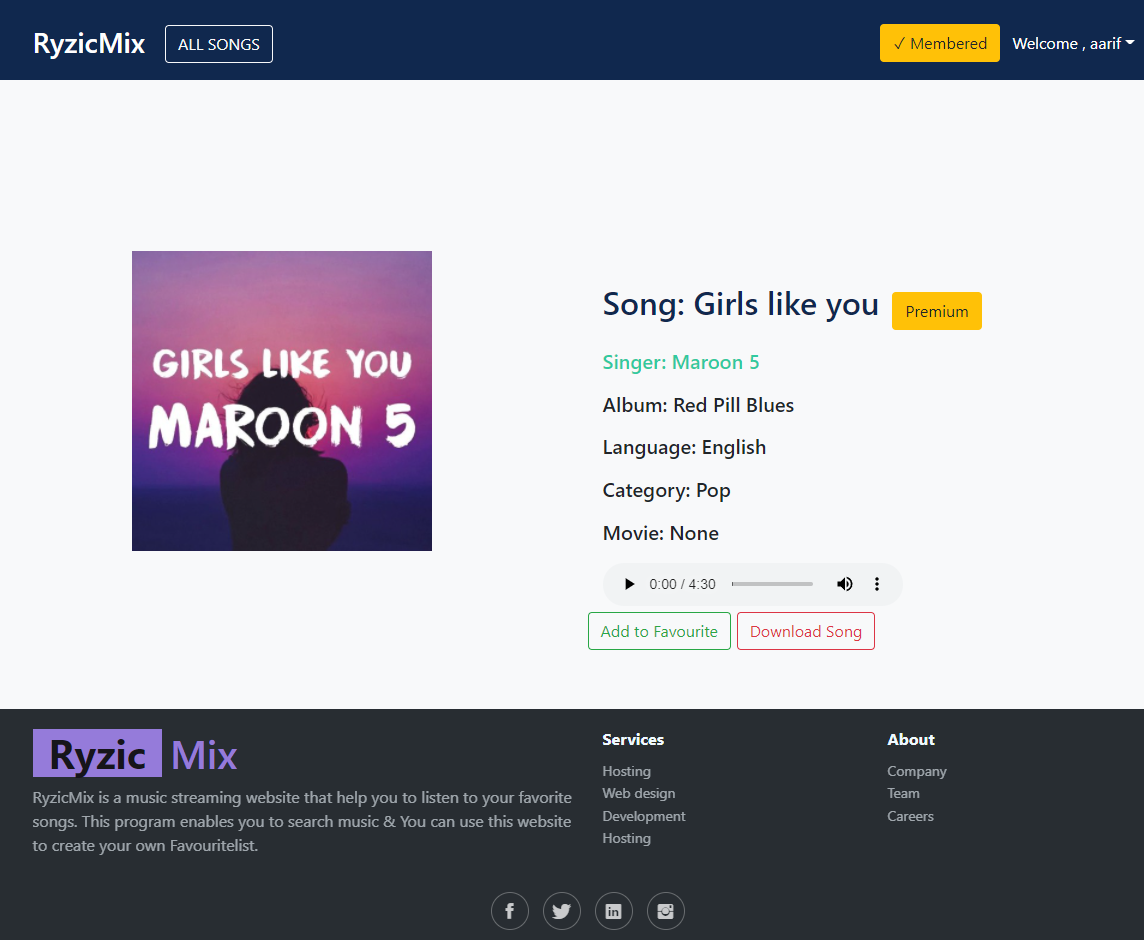 RyzicMix
ALL SONGS
✓ Membered
Welcome , aarif
GIRLS LIKE YOU
MAROON 5
Song: Girls like you
Premium
Singer: Maroon 5
Album: Red Pill Blues
Language: English
Category: Pop
Movie: None
0:00 / 4:30
Add to Favourite
Download Song
Ryzic Mix
RyzicMix is a music streaming website that help you to listen to your favorite
songs. This program enables you to search music & You can use this website
to create your own Favouritelist.
Services
Hosting
Web design
Development
Hosting
About
Company
Team
Careers